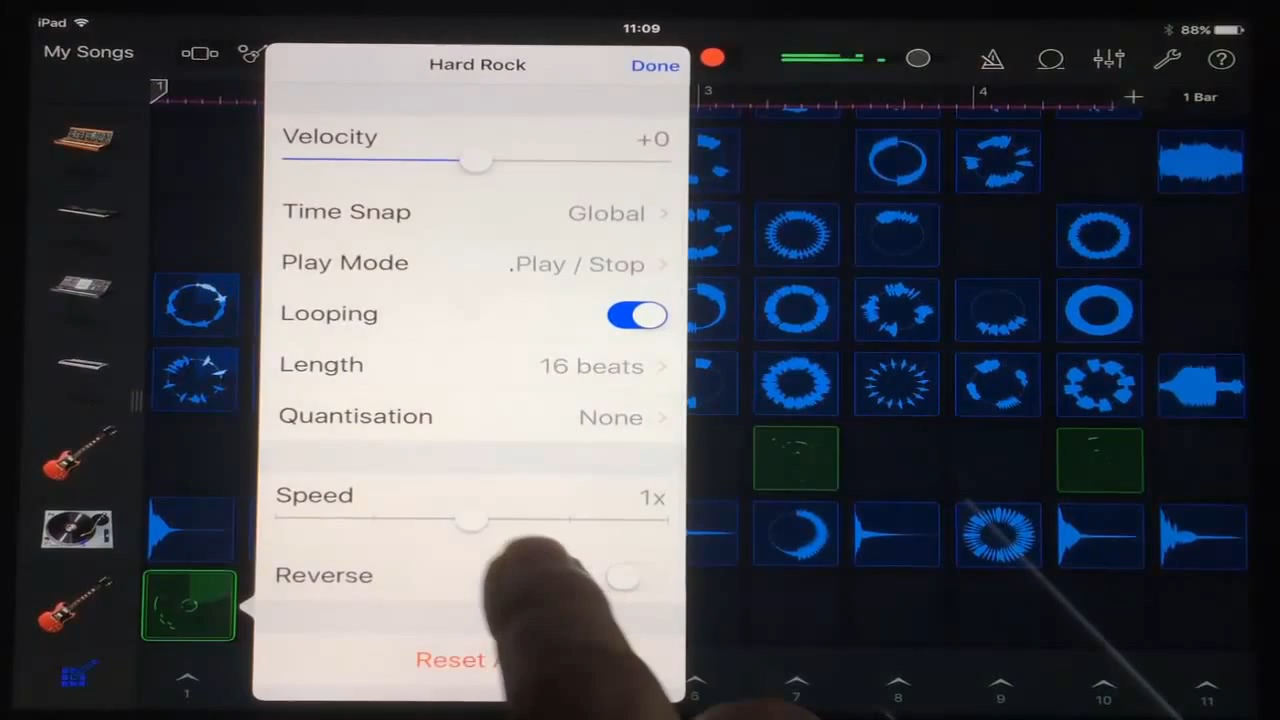 iPad
11:09
88%
My Songs
Hard Rock
Done
1
3
4
1 Bar
Velocity
+0
Time Snap
Global
Play Mode
.Play / Stop
Looping
Length
16 beats
Quantisation
None
Speed
1x
Reverse
Reset
1
6
7
8
9
10
11